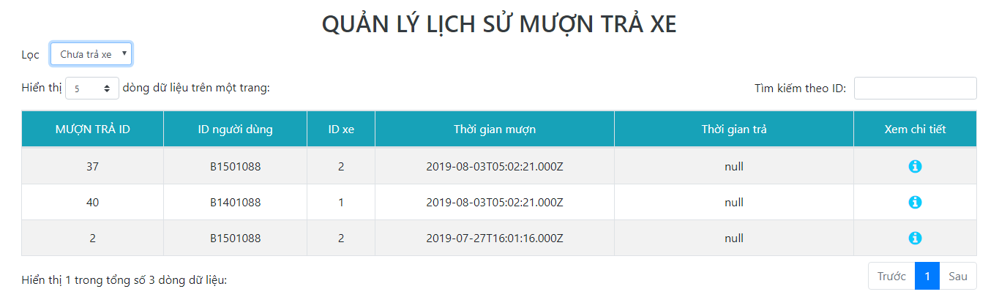 QUẢN LÝ LỊCH SỬ MƯỢN TRẢ XE
Lọc Chưa trả xe
Hiển thị 5 dòng dữ liệu trên một trang: Tìm kiếm theo ID:
MƯỢN TRẢ ID ID người dùng ID xe Thời gian mượn Thời gian trả Xem chi tiết
37 B1501088 2 2019-08-03T05:02:21.000Z null
40 B1401088 1 2019-08-03T05:02:21.000Z null
2 B1501088 2 2019-07-27T16:01:16.000Z null
Hiển thị 1 trong tổng số 3 dòng dữ liệu: Trước 1 Sau